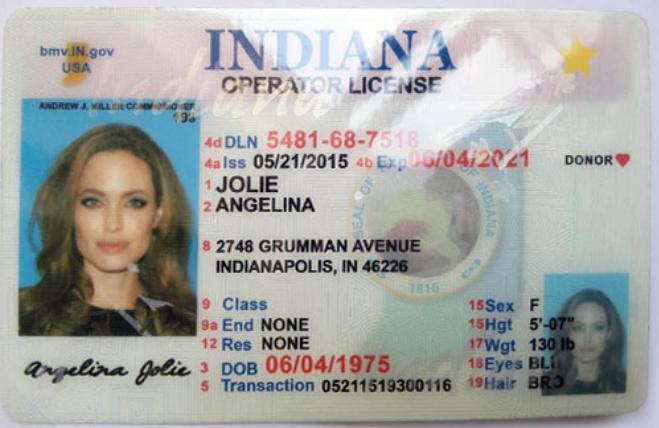 bmv.IN.gov
USA
INDIANA
OPERATOR LICENSE
ANDREW J. MILLER COMMISSIONER
4d DLN 5481-68-7518
4a Iss 05/21/2015 4b Exp 06/04/2021
DONOR
1 JOLIE
2 ANGELINA
8 2748 GRUMMAN AVENUE
INDIANAPOLIS, IN 46226
SEAL OF OF INDIANA
1816
9 Class
9a End NONE
12 Res NONE
3 DOB 06/04/1975
5 Transaction 05211519300116
15 Sex F
16 Hgt 5'-07"
17 Wgt 130 lb
18 Eyes BLU
19 Hair BRO
Angelina Jolie